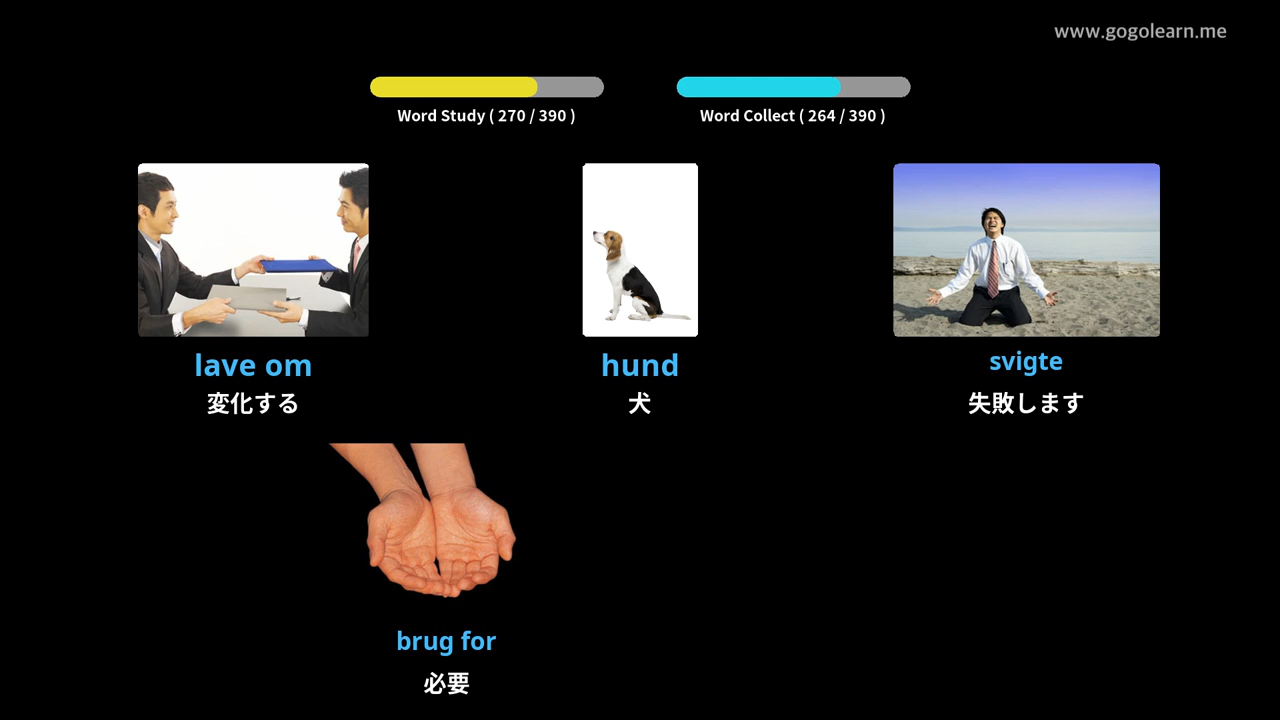 www.gogolearn.me
Word Study ( 270 / 390 )
Word Collect ( 264 / 390 )
lave om
変化する
hund
犬
svigte
失敗します
brug for
必要